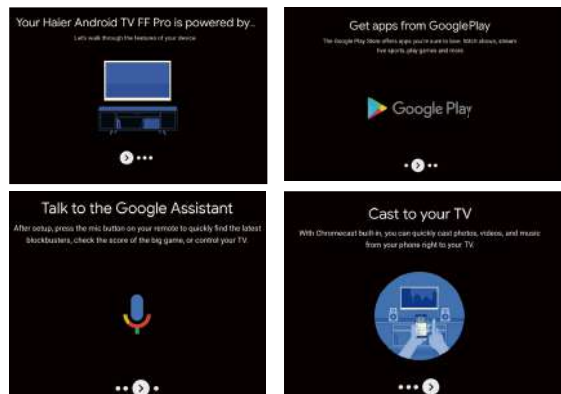 Your Haier Android TV FF Pro is powered by..
Let's walk through the features of your device
Get apps from GooglePlay
The Google Play Store offers apps you're sure to love. Watch shows, stream
live sports, play games and more.
Google Play
Talk to the Google Assistant
After setup, press the mic button on your remote to quickly find the latest
blockbusters, check the score of the big game, or control your TV.
Cast to your TV
With Chromecast built-in, you can quickly cast photos, videos, and music
from your phone right to your TV.